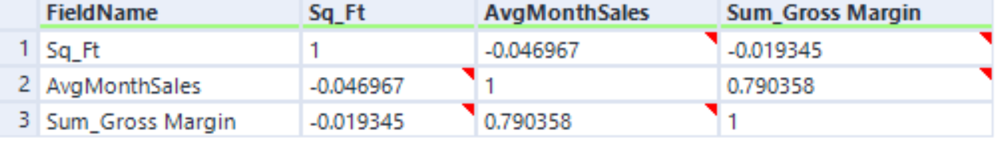 FieldName Sq_Ft AvgMonthSales Sum_Gross Margin
1 Sq_Ft 1 -0.046967 -0.019345
2 AvgMonthSales -0.046967 1 0.790358
3 Sum_Gross Margin -0.019345 0.790358 1